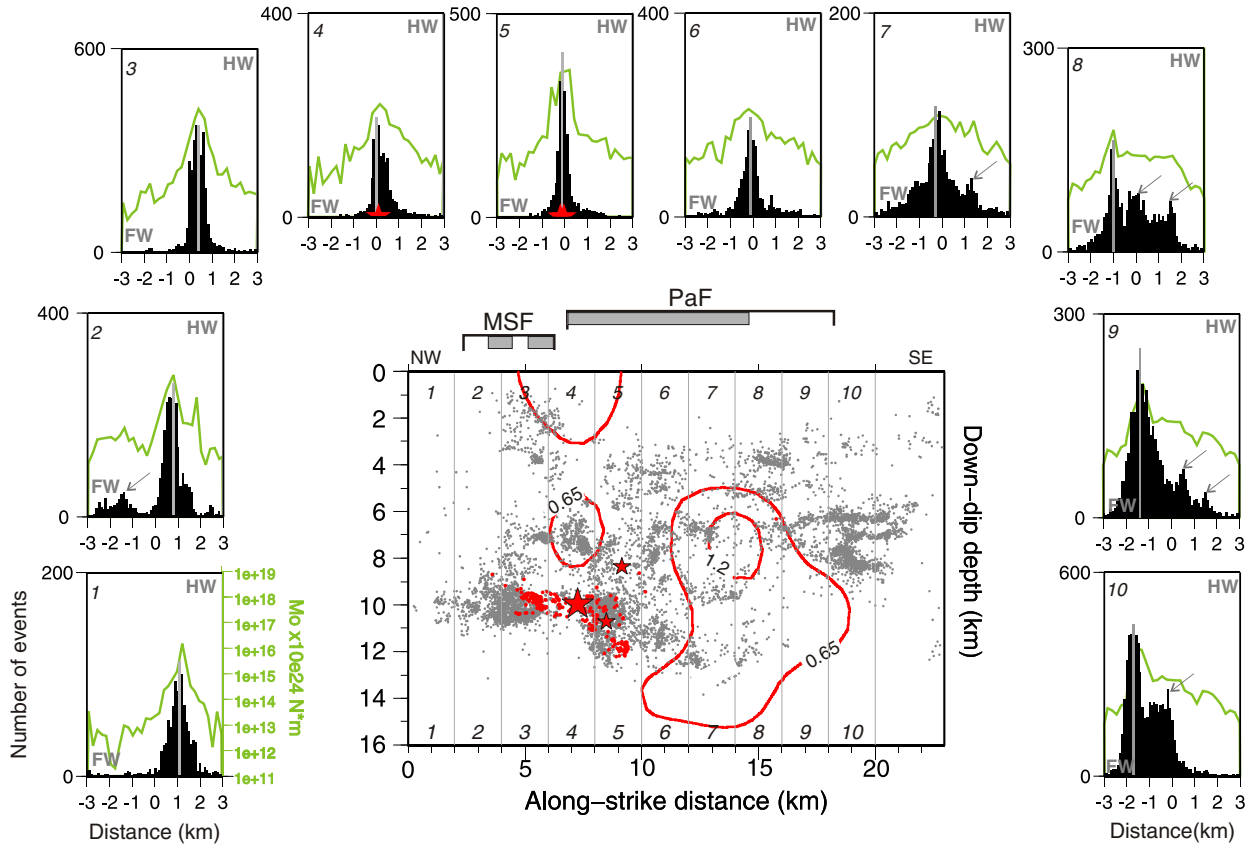 400
4
HW
FW
0
-3 -2 -1 0 1 2 3
500
5
HW
FW
0
-3 -2 -1 0 1 2 3
400
6
HW
FW
0
-3 -2 -1 0 1 2 3
200
7
HW
FW
0
-3 -2 -1 0 1 2 3
600
3
HW
FW
0
-3 -2 -1 0 1 2 3
300
8
HW
FW
0
-3 -2 -1 0 1 2 3
400
2
HW
FW
0
-3 -2 -1 0 1 2 3
MSF
PaF
NW
SE
0
2
4
6
8
10
12
14
16
1 2 3 4 5 6 7 8 9 10
0.65
1.2
0.65
1 2 3 4 5 6 7 8 9 10
0 5 10 15 20
Along–strike distance (km)
Down–dip depth (km)
300
9
HW
FW
0
-3 -2 -1 0 1 2 3
200
1
HW
FW
0
-3 -2 -1 0 1 2 3
Number of events
Distance (km)
1e+19
1e+18
1e+17
1e+16
1e+15
1e+14
1e+13
1e+12
1e+11
Mo x10e24 N*m
600
10
HW
FW
0
-3 -2 -1 0 1 2 3
Distance(km)